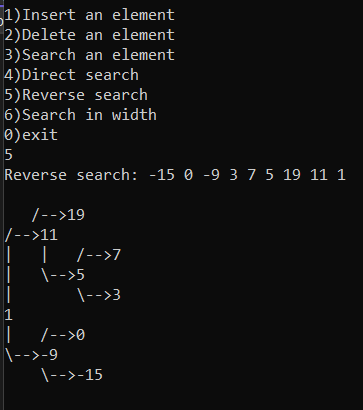 1)Insert an element
2)Delete an element
3)Search an element
4)Direct search
5)Reverse search
6)Search in width
0)exit
5
Reverse search: -15 0 -9 3 7 5 19 11 1

   /-->19
/-->11
|   |   /-->7
|   \-->5
|       \-->3
1
|   /-->0
\-->-9
    \-->-15